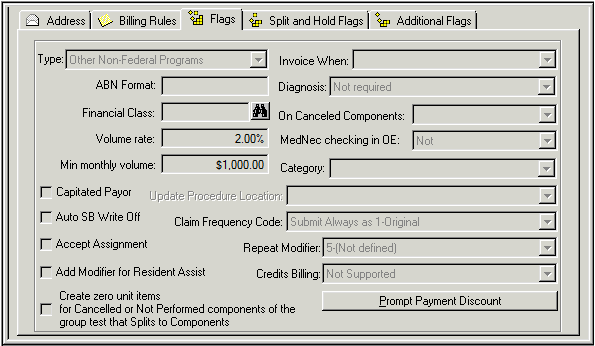 Address Billing Rules Flags Split and Hold Flags Additional Flags
Type: Other Non-Federal Programs Invoice When:
ABN Format: Diagnosis: Not required
Financial Class: On Canceled Components:
Volume rate: 2.00% MedNec checking in OE: Not
Min monthly volume: $1,000.00 Category:
Capitated Payor Update Procedure Location:
Auto SB Write Off Claim Frequency Code: Submit Always as 1-Original
Accept Assignment Repeat Modifier: 5-(Not defined)
Add Modifier for Resident Assist Credits Billing: Not Supported
Create zero unit items
for Cancelled or Not Performed components of the
group test that Splits to Components
Prompt Payment Discount